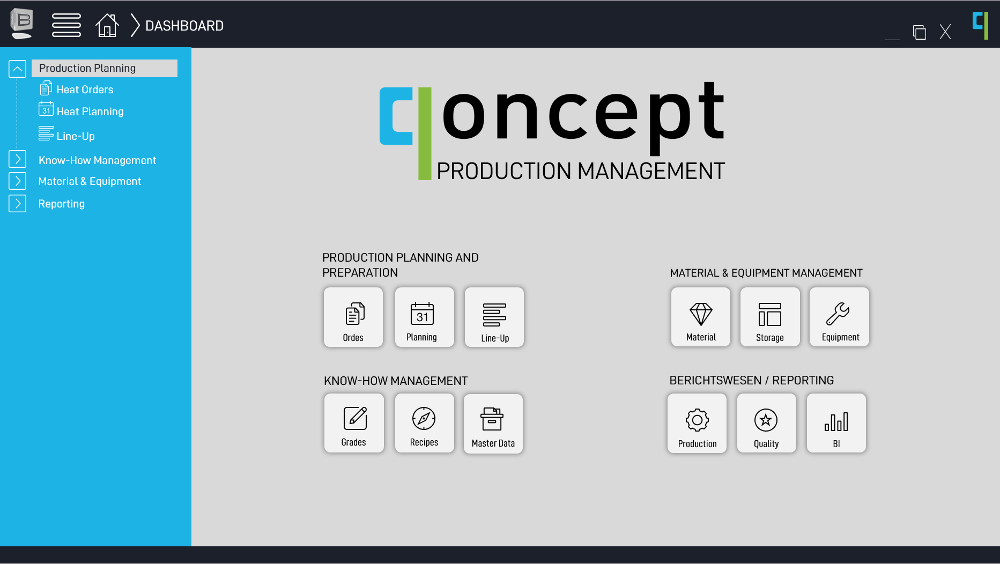 B
DASHBOARD
X
Production Planning
Heat Orders
31 Heat Planning
Line-Up
Know-How Management
Material & Equipment
Reporting
qoncept
PRODUCTION MANAGEMENT
PRODUCTION PLANNING AND
PREPARATION
31
Ordes Planning Line-Up
MATERIAL & EQUIPMENT MANAGEMENT
Material Storage Equipment
KNOW-HOW MANAGEMENT
Grades Recipes Master Data
BERICHTSWESEN / REPORTING
Production Quality BI